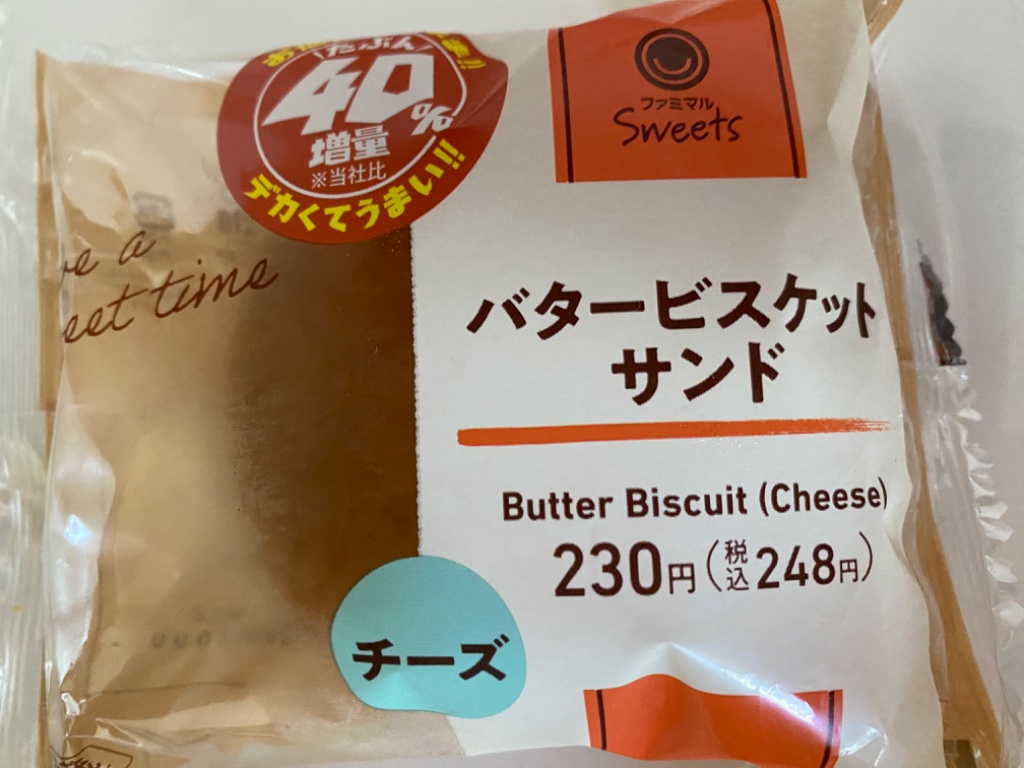 たぶん
40%
増量
※当社比
デカくてうまい!!
ファミマル
Sweets
a
time
バタービスケット
サンド
Butter Biscuit (Cheese)
230円(税込248円)
チーズ